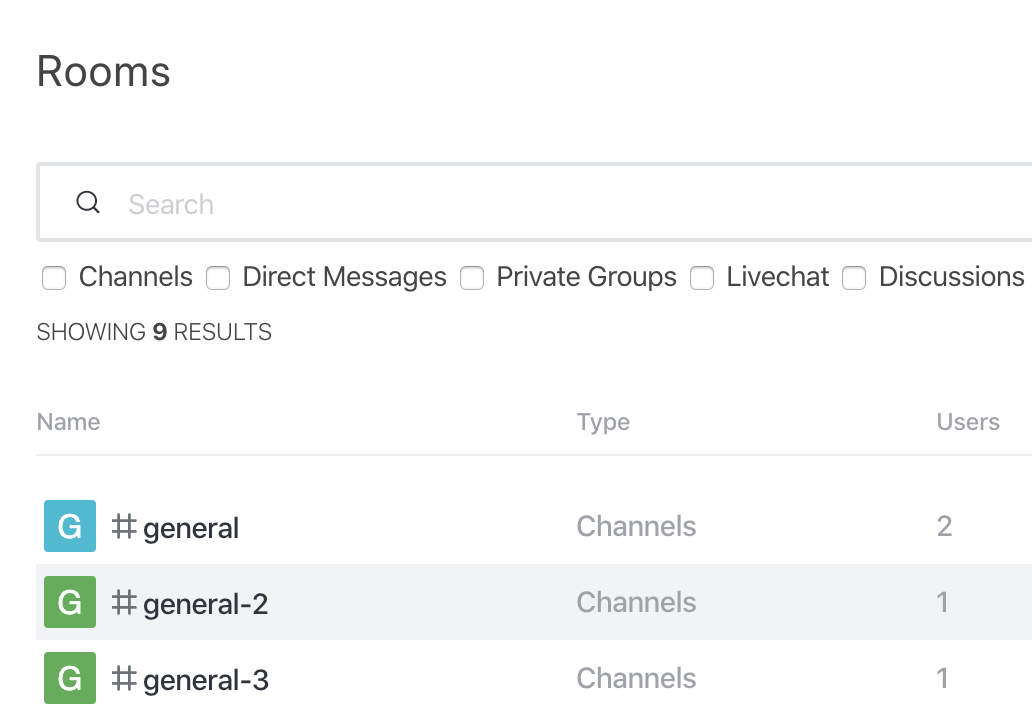 Rooms
Search
Channels Direct Messages Private Groups Livechat Discussions
SHOWING 9 RESULTS
Name Type Users
G # general Channels 2
G # general-2 Channels 1
G # general-3 Channels 1